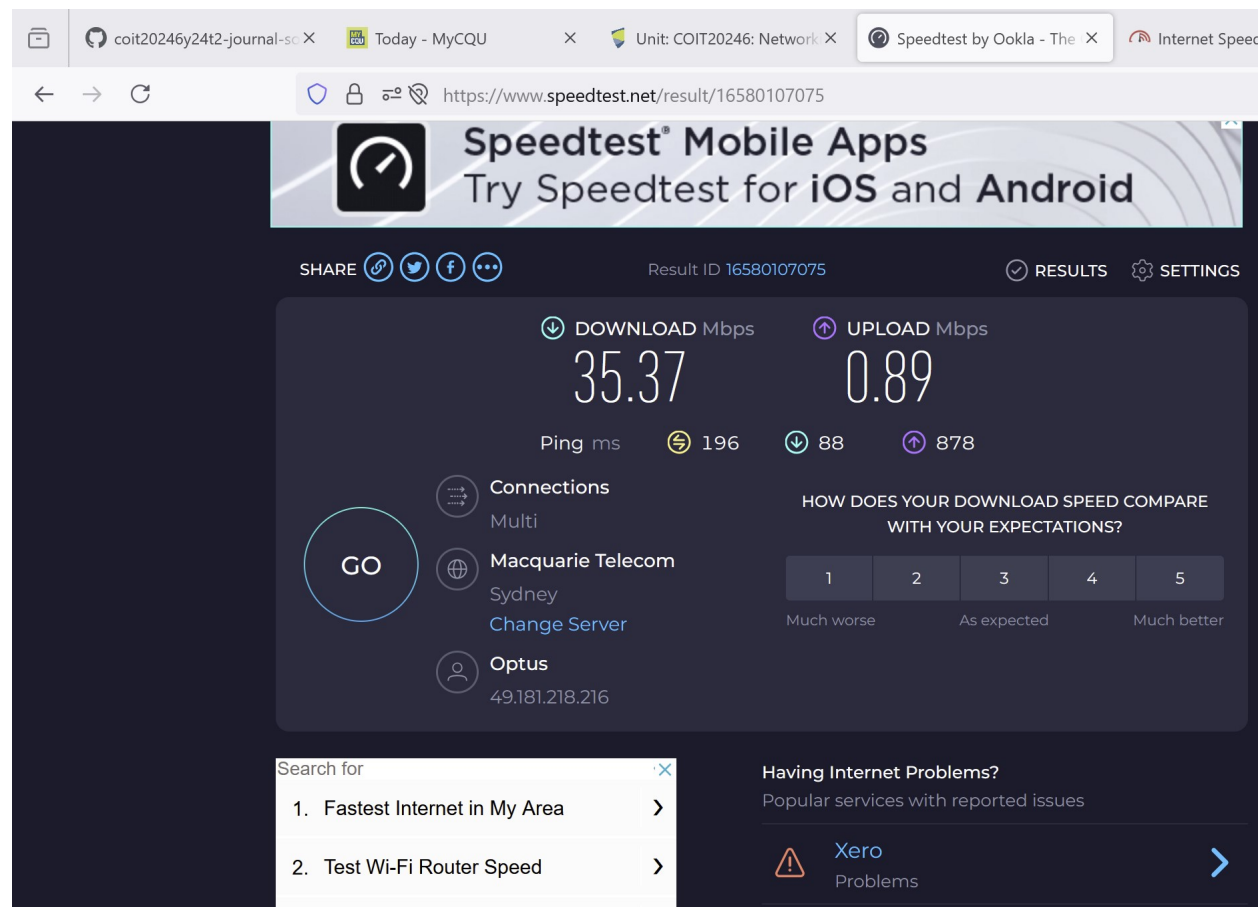 coit20246y24t2-journal-so
Today - MyCQU
Unit: COIT20246: Network
Speedtest by Ookla - The
Internet Speed
https://www.speedtest.net/result/16580107075
Speedtest® Mobile Apps
Try Speedtest for iOS and Android
SHARE
Result ID 16580107075
RESULTS
SETTINGS
DOWNLOAD Mbps
UPLOAD Mbps
35.37
0.89
Ping ms 196 88 878
Connections
Multi
GO
Macquarie Telecom
Sydney
Change Server
Optus
49.181.218.216
HOW DOES YOUR DOWNLOAD SPEED COMPARE
WITH YOUR EXPECTATIONS?
1 2 3 4 5
Much worse As expected Much better
Search for
1. Fastest Internet in My Area
2. Test Wi-Fi Router Speed
Having Internet Problems?
Popular services with reported issues
Xero
Problems